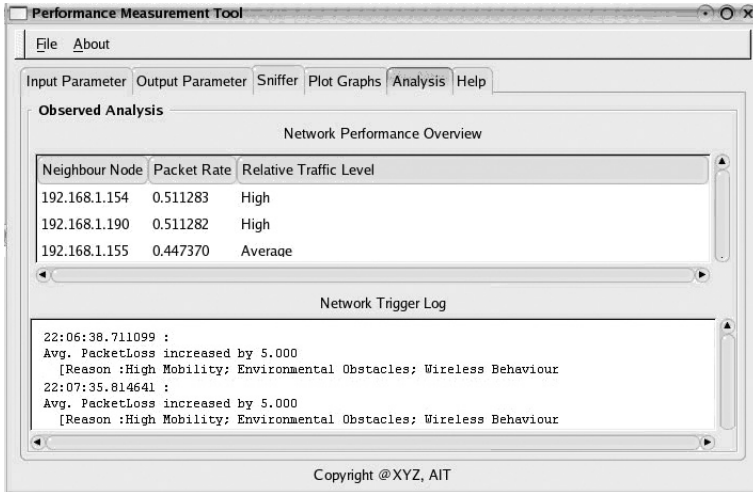 Performance Measurement Tool
File About
Input Parameter Output Parameter Sniffer Plot Graphs Analysis Help
Observed Analysis
Network Performance Overview
Neighbour Node Packet Rate Relative Traffic Level
192.168.1.154 0.511283 High
192.168.1.190 0.511282 High
192.168.1.155 0.447370 Average
Network Trigger Log
22:06:38.711099 :
Avg. PacketLoss increased by 5.000
[Reason :High Mobility; Environmental Obstacles; Wireless Behaviour
22:07:35.814641 :
Avg. PacketLoss increased by 5.000
[Reason :High Mobility; Environmental Obstacles; Wireless Behaviour
Copyright @XYZ, AIT